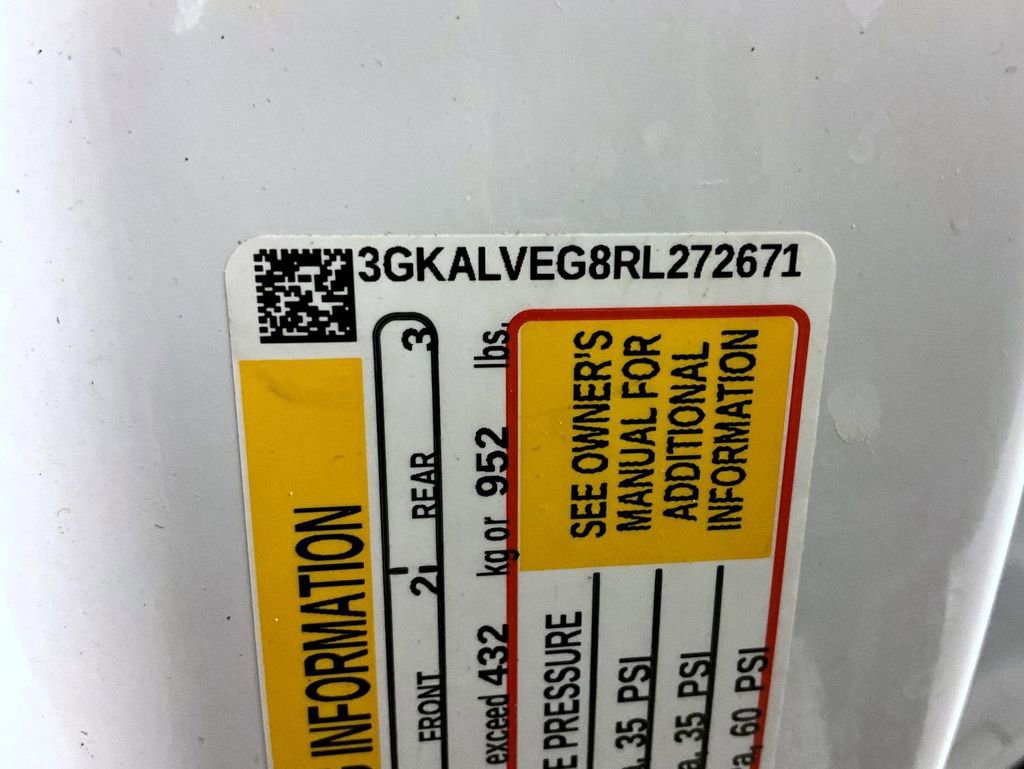 3GKALVEG8RL272671
INFORMATION
FRONT 2 REAR 3
exceed 432 kg or 952 lbs.
PRESSURE
35 PSI
35 PSI
60 PSI
SEE OWNER'S
MANUAL FOR
ADDITIONAL
INFORMATION